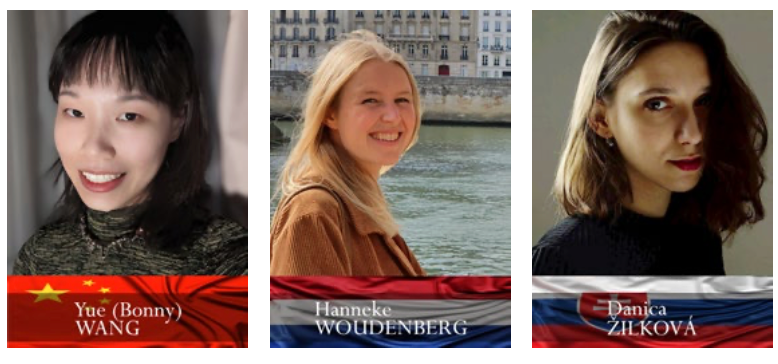 Yue (Bonny)
WANG
Hanneke
WOUDENBERG
Danica
ŽILKOVÁ